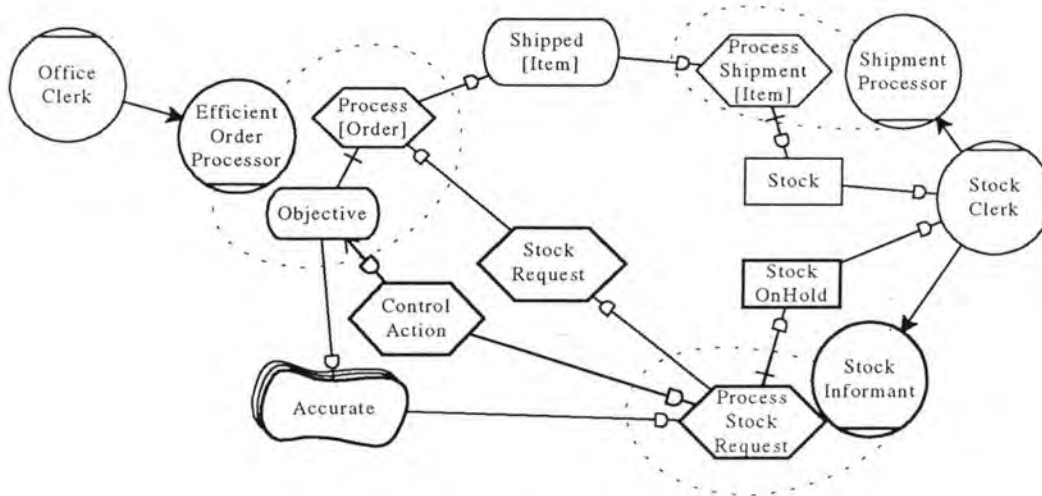 Office
Clerk
Efficient
Order
Processor
Process
[Order]
Objective
Shipped
[Item]
Process
Shipment
[Item]
Shipment
Processor
Stock
Stock
Clerk
Stock
Request
Stock
OnHold
Control
Action
Accurate
Process
Stock
Request
Stock
Informant